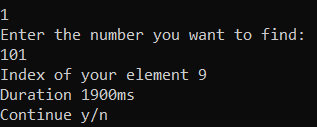 1
Enter the number you want to find:
101
Index of your element 9
Duration 1900ms
Continue y/n